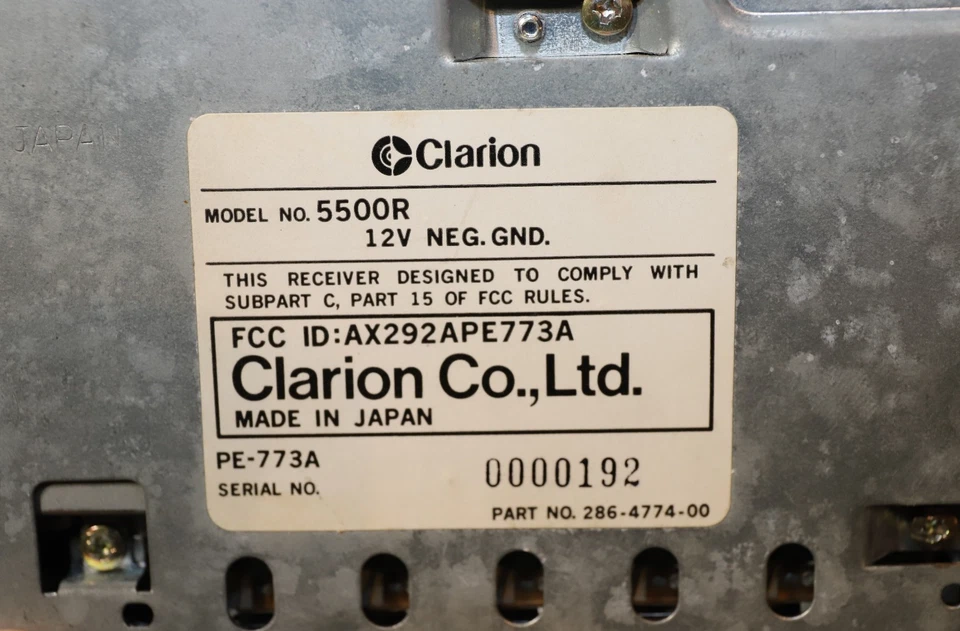 JAPAN
Clarion
MODEL NO. 5500R
12V NEG. GND.
THIS RECEIVER DESIGNED TO COMPLY WITH
SUBPART C, PART 15 OF FCC RULES.
FCC ID:AX292APE773A
Clarion Co.,Ltd.
MADE IN JAPAN
PE-773A
SERIAL NO. 0000192
PART NO. 286-4774-00